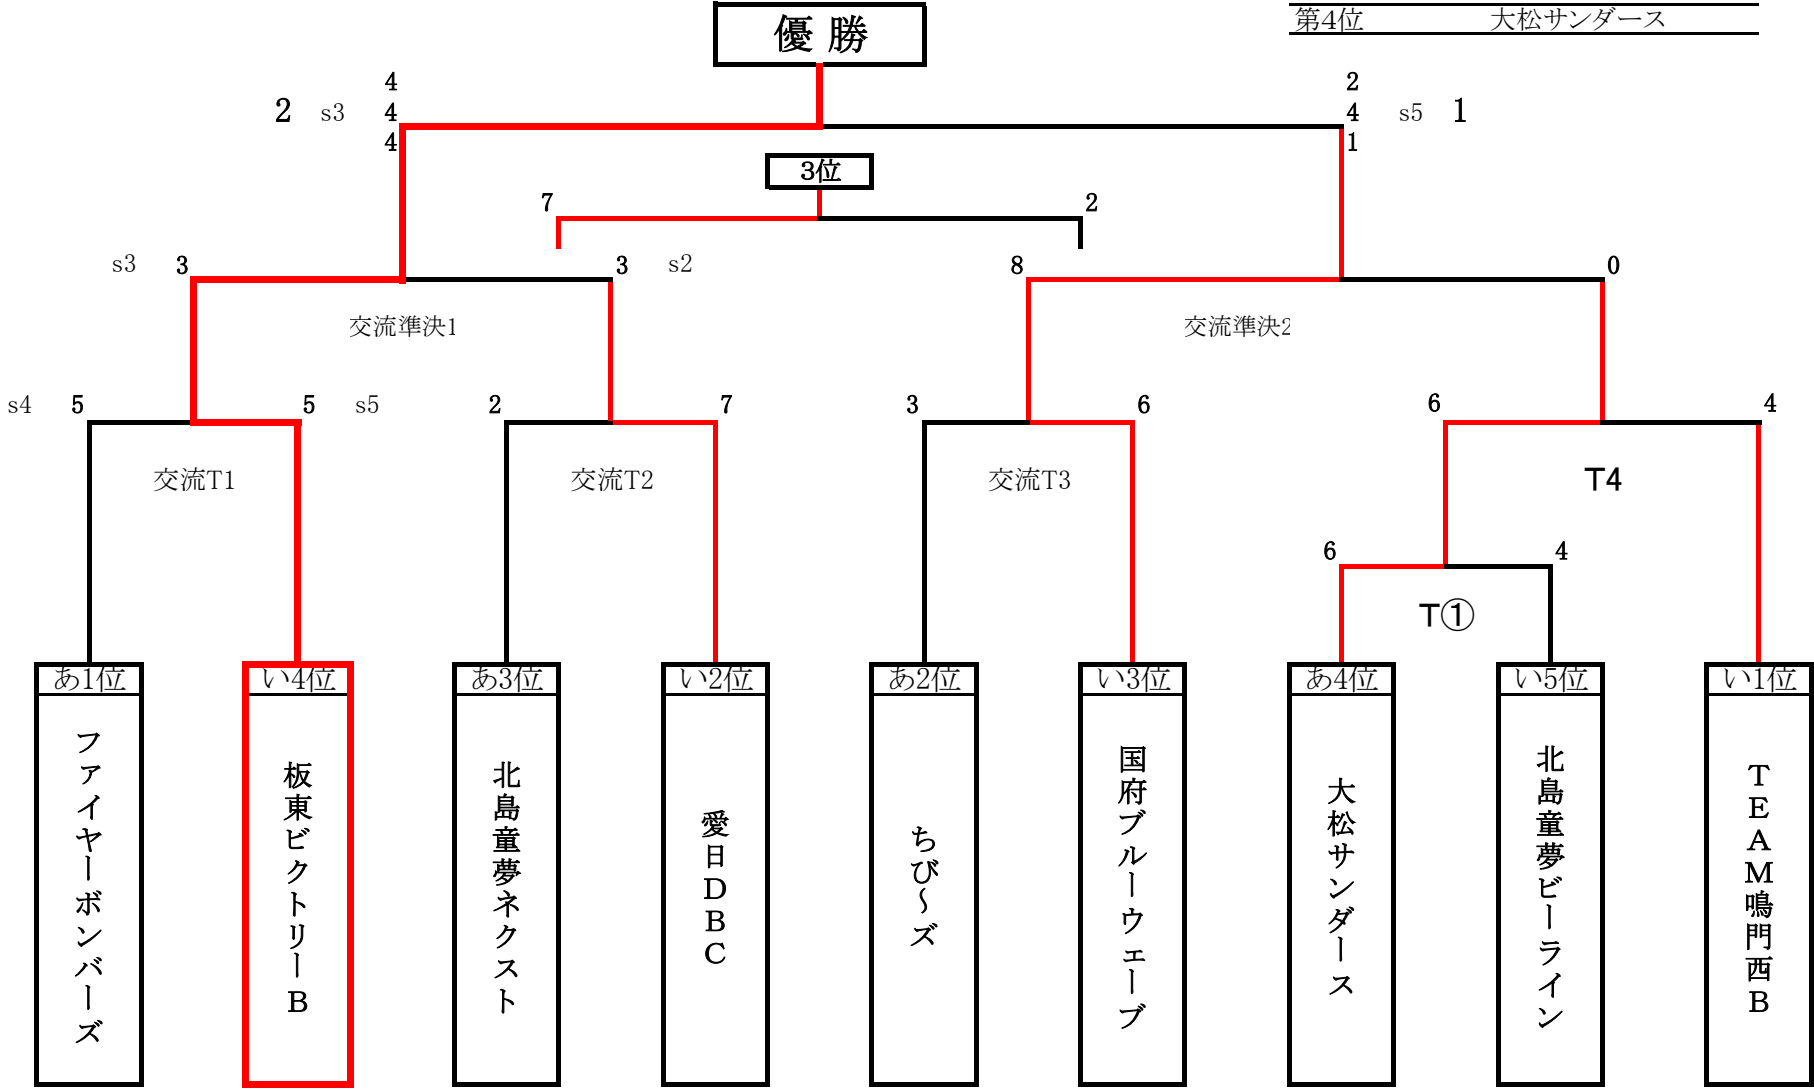 優勝
第4位 大松サンダース
4 2
2 s3 4 4 s5 1
4 1
3位
7 2
s3 3 3 s2 8 0
交流準決1 交流準決2
s4 5 5 s5 2 7 3 6 6 4
交流T1 交流T2 交流T3 T4
6 4
T①
あ1位 い4位 あ3位 い2位 あ2位 い3位 あ4位 い5位 い1位
ファイヤーボンバーズ
板東ビクトリーB
北島童夢ネクスト
愛日DBC
ちび～ズ
国府ブルーウェーブ
大松サンダース
北島童夢ビーライン
TEAM鳴門西B